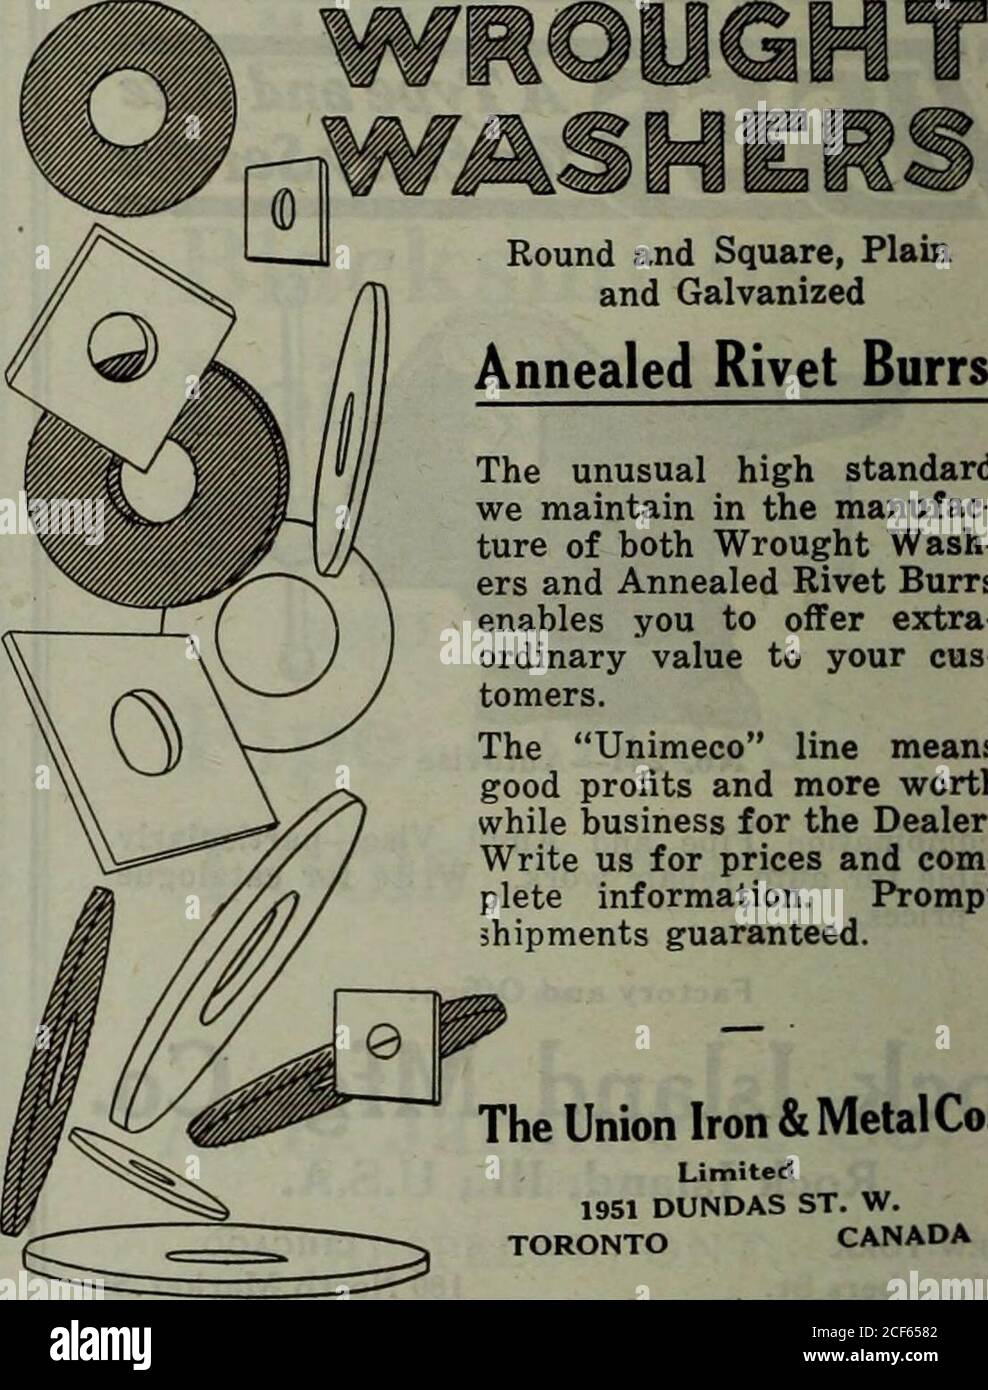 WROUGHT
WASHERS
Round and Square, Plain
and Galvanized
Annealed Rivet Burrs
The unusual high standard
we maintain in the manufac-
ture of both Wrought Wash-
ers and Annealed Rivet Burrs
enables you to offer extra-
ordinary value to your cus-
tomers.
The "Unimeco" line means
good profits and more worth
while business for the Dealer.
Write us for prices and com-
plete information. Prompt
shipments guaranteed.
The Union Iron & Metal Co.
Limited
1951 DUNDAS ST. W.
TORONTO CANADA
alamy
Image ID: 2CF6582
www.alamy.com